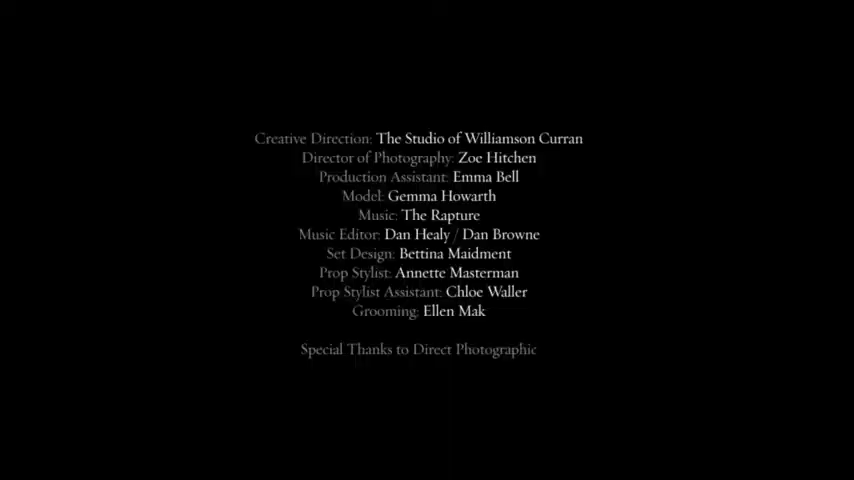 Creative Direction: The Studio of Williamson Curran
Director of Photography: Zoe Hitchen
Production Assistant: Emma Bell
Model: Gemma Howarth
Music: The Rapture
Music Editor: Dan Healy / Dan Browne
Set Design: Bettina Maidment
Prop Stylist: Annette Masterman
Prop Stylist Assistant: Chloe Waller
Grooming: Ellen Mak
Special Thanks to Direct Photographic